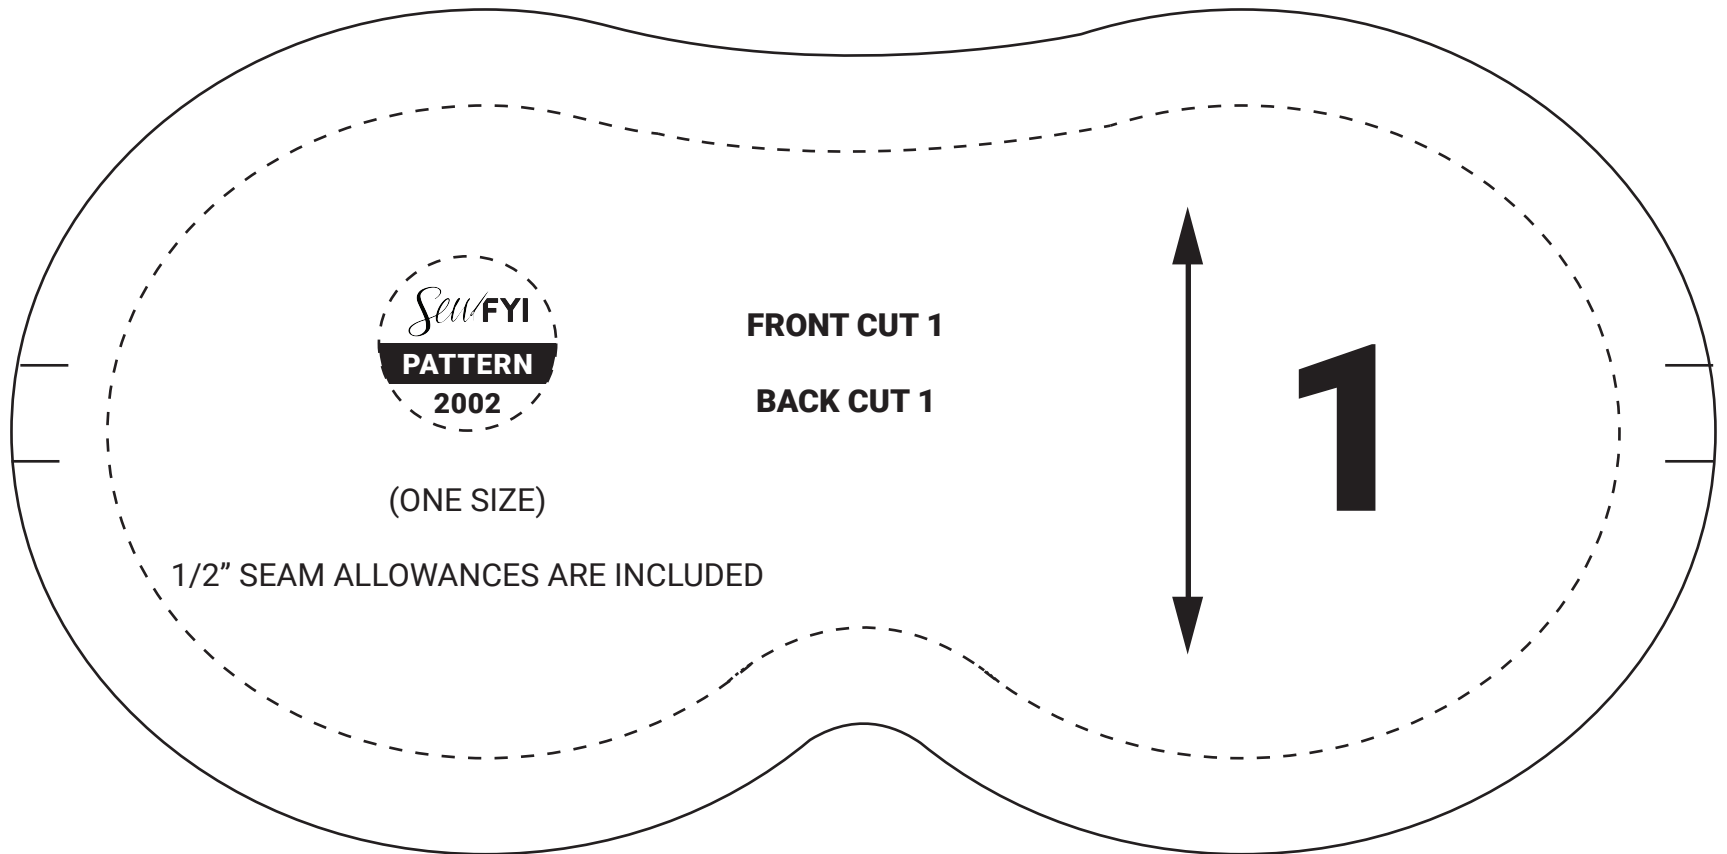 Sew FYI
PATTERN
2002
(ONE SIZE)
1/2” SEAM ALLOWANCES ARE INCLUDED
FRONT CUT 1
BACK CUT 1
1